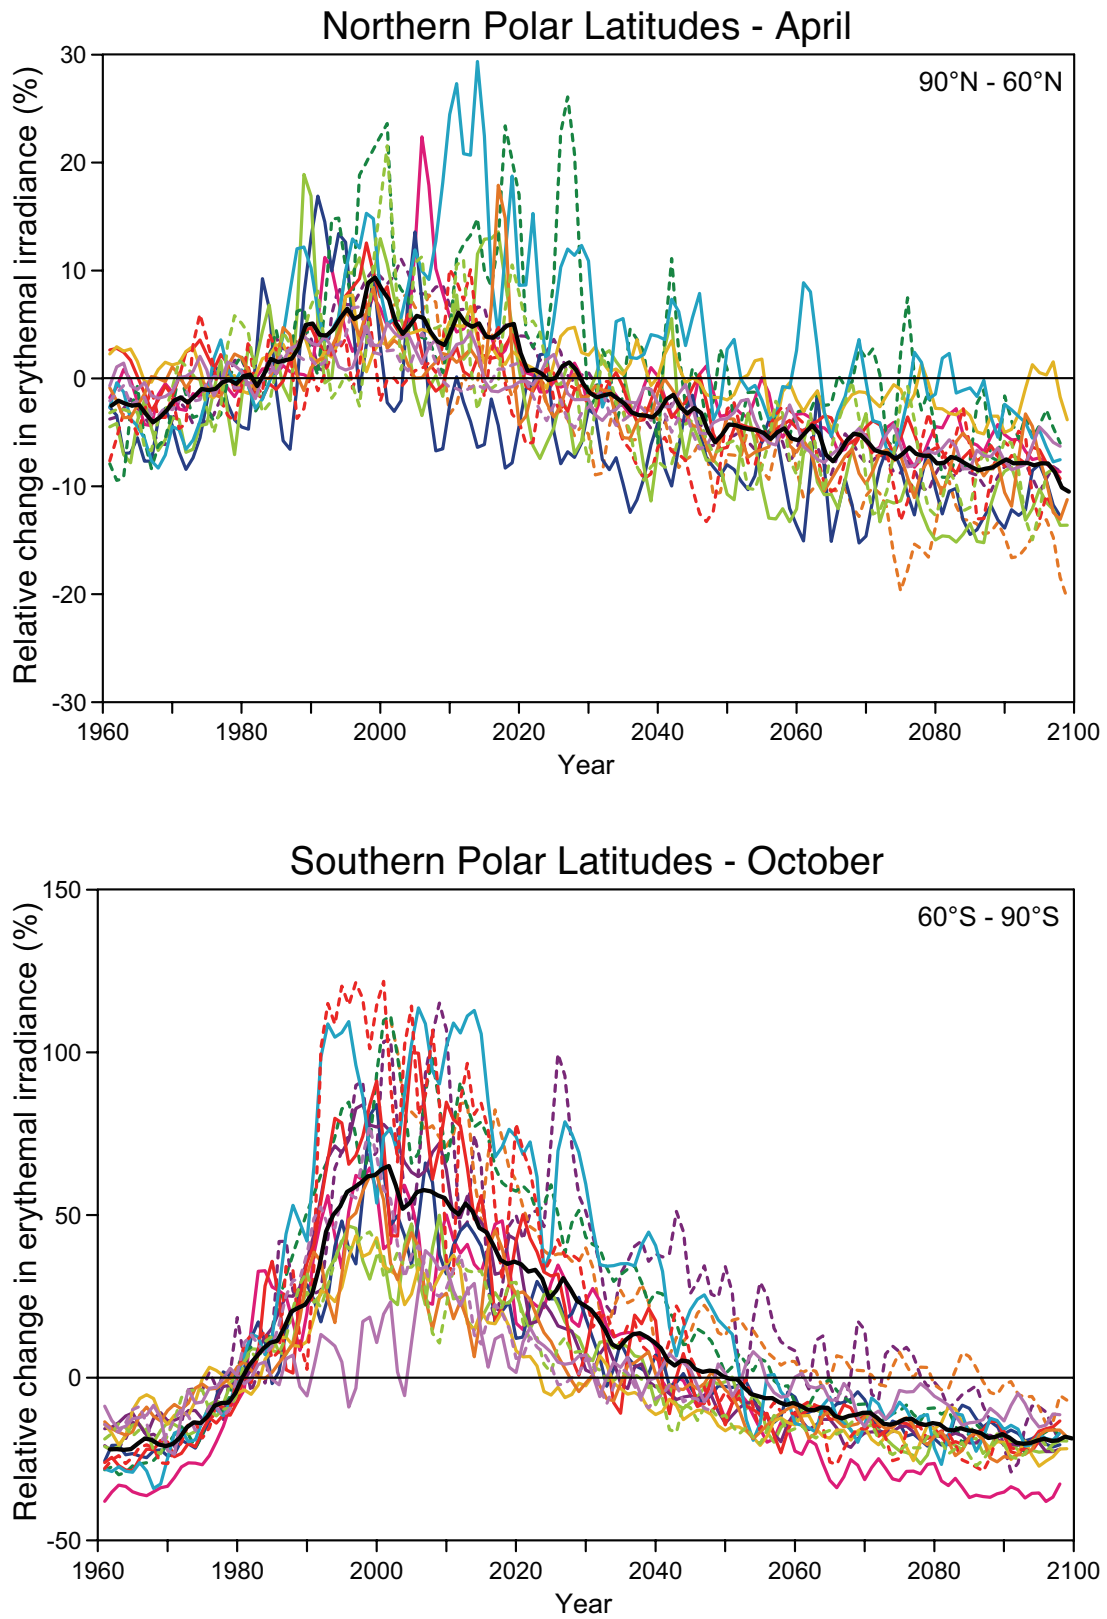 Northern Polar Latitudes - April
Relative change in erythemal irradiance (%)
90°N - 60°N
30
20
10
0
-10
-20
-30
1960 1980 2000 2020 2040 2060 2080 2100
Year
Southern Polar Latitudes - October
Relative change in erythemal irradiance (%)
60°S - 90°S
150
100
50
0
-50
1960 1980 2000 2020 2040 2060 2080 2100
Year